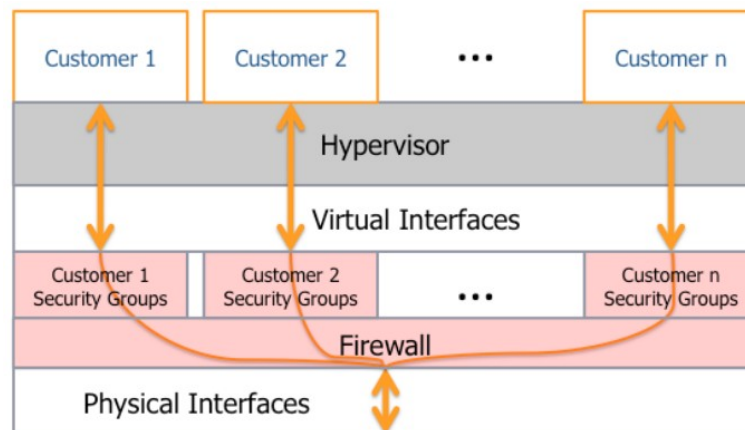 Customer 1
Customer 2
...
Customer n
Hypervisor
Virtual Interfaces
Customer 1
Security Groups
Customer 2
Security Groups
...
Customer n
Security Groups
Firewall
Physical Interfaces